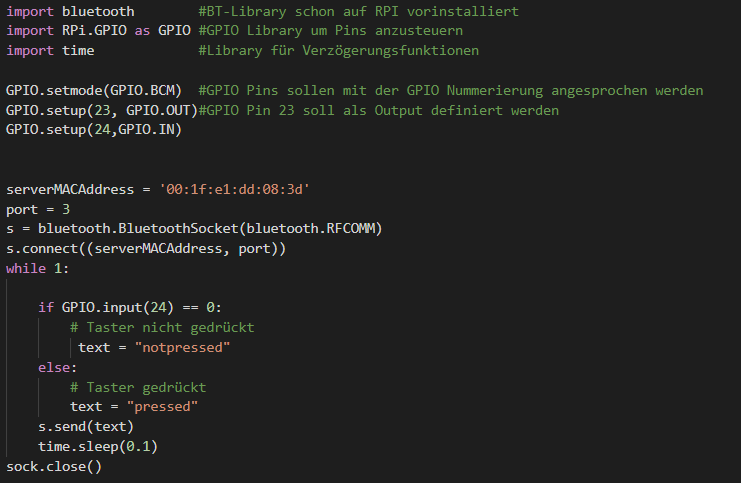 import bluetooth        #BT-Library schon auf RPI vorinstalliert
import RPi.GPIO as GPIO #GPIO Library um Pins anzusteuern
import time             #Library für Verzögerungsfunktionen

GPIO.setmode(GPIO.BCM)  #GPIO Pins sollen mit der GPIO Nummerierung angesprochen werden
GPIO.setup(23, GPIO.OUT)#GPIO Pin 23 soll als Output definiert werden
GPIO.setup(24,GPIO.IN)


serverMACAddress = '00:1f:e1:dd:08:3d'
port = 3
s = bluetooth.BluetoothSocket(bluetooth.RFCOMM)
s.connect((serverMACAddress, port))
while 1:

    if GPIO.input(24) == 0:
        # Taster nicht gedrückt
         text = "notpressed"
    else:
        # Taster gedrückt
        text = "pressed"
    s.send(text)
    time.sleep(0.1)
sock.close()